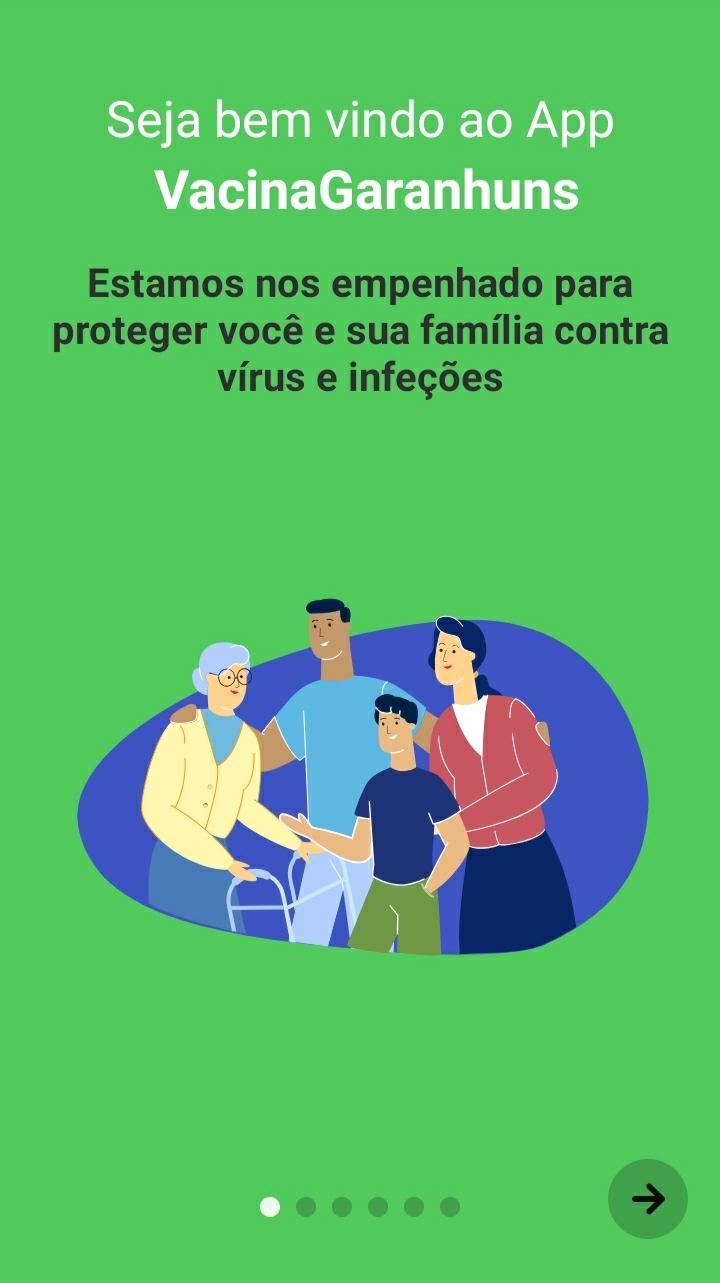 Seja bem vindo ao App
VacinaGaranhuns
Estamos nos empenhado para
proteger você e sua família contra
vírus e infeções